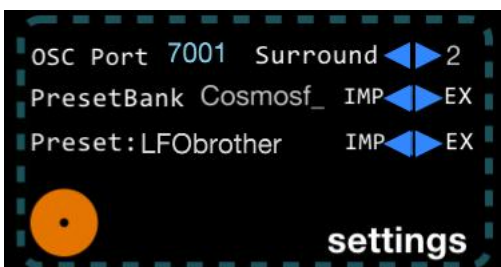 OSC Port 7001 Surround 2
PresetBank Cosmosf_ IMP EX
Preset: LFObrother IMP EX
settings